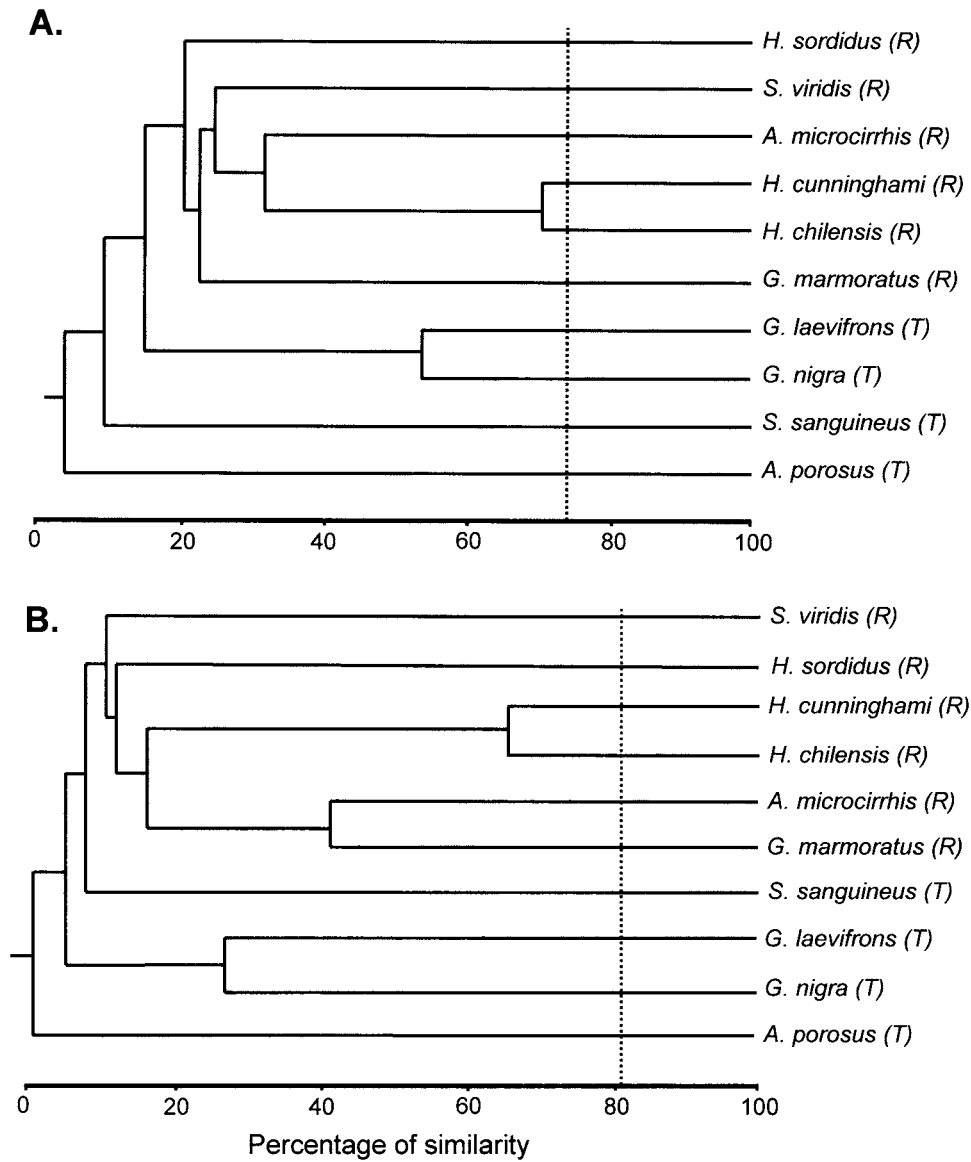 A.
H. sordidus (R)
S. viridis (R)
A. microcirrhis (R)
H. cunninghami (R)
H. chilensis (R)
G. marmoratus (R)
G. laevifrons (T)
G. nigra (T)
S. sanguineus (T)
A. porosus (T)
0 20 40 60 80 100
B.
S. viridis (R)
H. sordidus (R)
H. cunninghami (R)
H. chilensis (R)
A. microcirrhis (R)
G. marmoratus (R)
S. sanguineus (T)
G. laevifrons (T)
G. nigra (T)
A. porosus (T)
0 20 40 60 80 100
Percentage of similarity